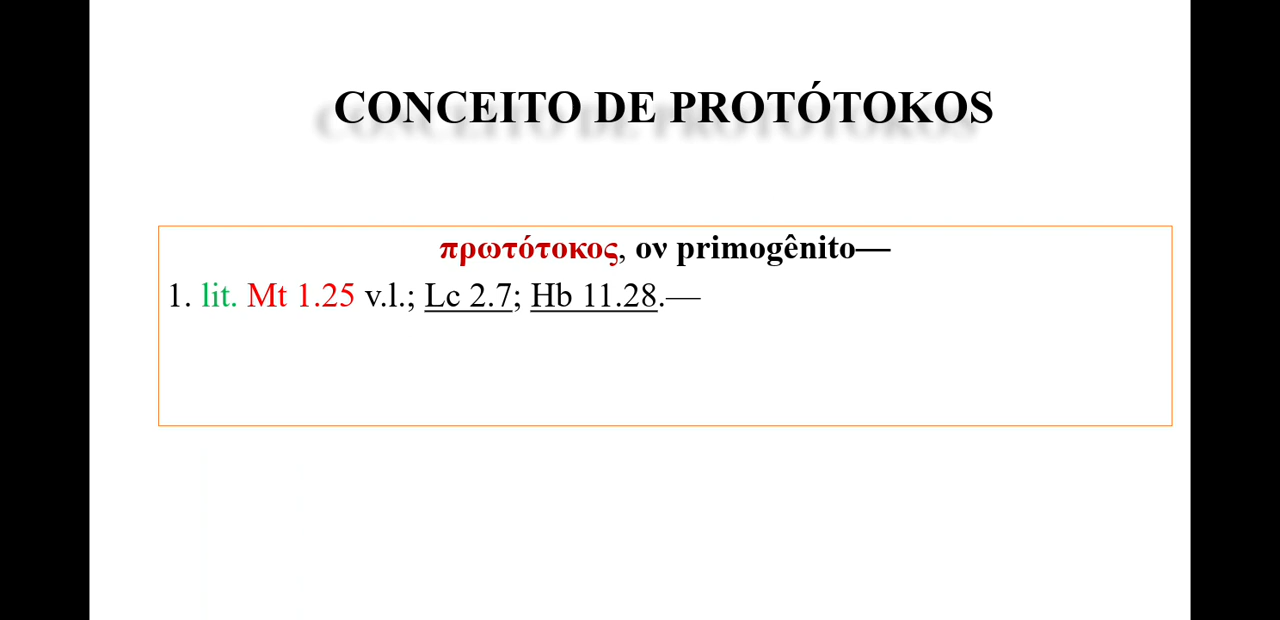 CONCEITO DE PROTÓTOKOS
πρωτότοκος, ον primogênito—
1. lit. Mt 1.25 v.l.; Lc 2.7; Hb 11.28.—